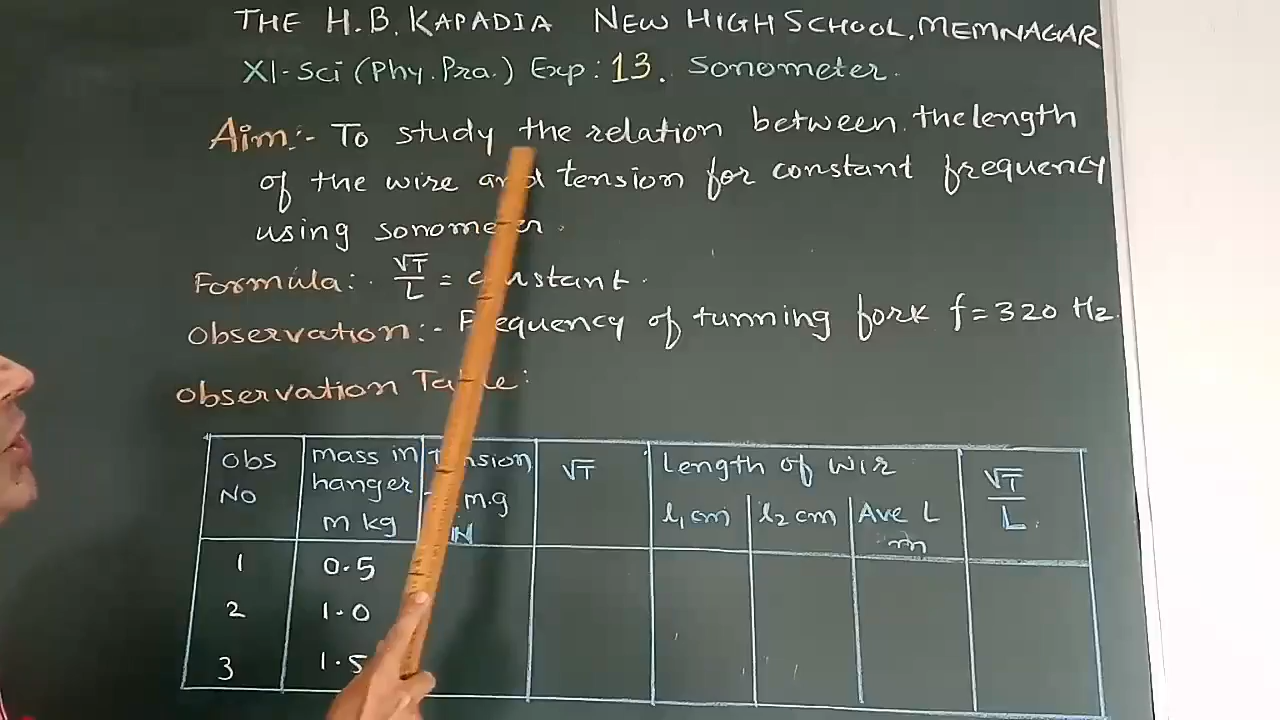 THE H.B. KAPADIA NEW HIGH SCHOOL, MEMNAGAR
XI-Sci (Phy. Pra.) Exp: 13. Sonometer.
Aim:- To study the relation between the length
of the wire and tension for constant frequency
using sonometer.
Formula: √T/L = constant.
Observation:- Frequency of tunning fork f = 320 Hz.
Observation Table:
Obs No | mass in hanger m kg | Tension m.g N | √T | Length of wir l₁ cm | l₂ cm | Ave L m | √T/L
1 0.5
2 1.0
3 1.5